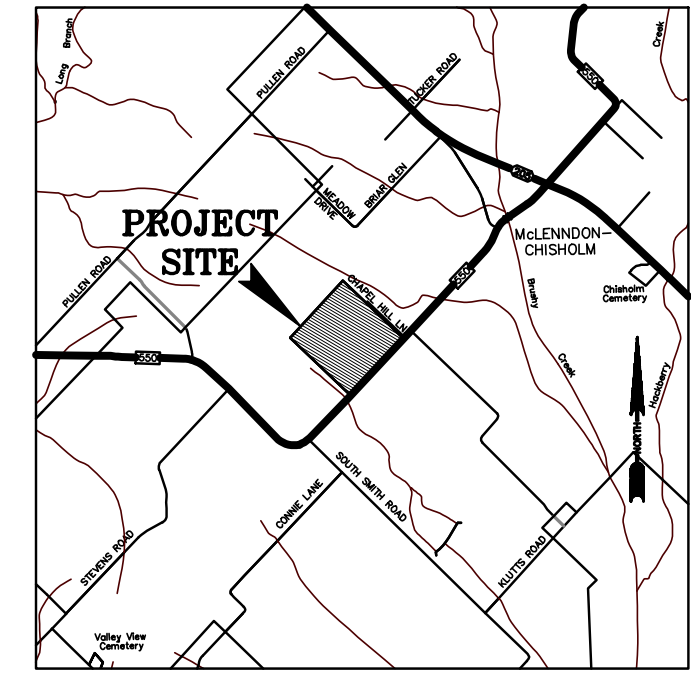 Long
Branch
PULLEN ROAD
TUCKER ROAD
550
Creek
205
MEADOW
DRIVE
BRIAR GLEN
PROJECT
SITE
McLENNDON-
CHISHOLM
PULLEN ROAD
CHAPEL HILL LN
550
Brushy
Creek
Chisholm
Cemetery
550
Hackberry
NORTH
SOUTH SMITH ROAD
CONNIE LANE
STEVENS ROAD
KLUTTS ROAD
Valley View
Cemetery